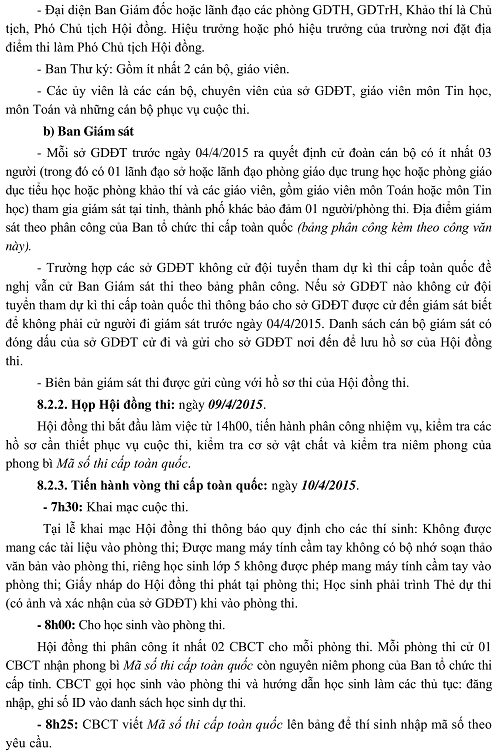 - Đại diện Ban Giám đốc hoặc lãnh đạo các phòng GDTH, GDTrH, Khảo thí là Chủ
tịch, Phó Chủ tịch Hội đồng. Hiệu trưởng hoặc phó hiệu trưởng của trường nơi đặt địa
điểm thi làm Phó Chủ tịch Hội đồng.
- Ban Thư ký: Gồm ít nhất 2 cán bộ, giáo viên.
- Các ủy viên là các cán bộ, chuyên viên của sở GDĐT, giáo viên môn Tin học,
môn Toán và những cán bộ phục vụ cuộc thi.
b) Ban Giám sát
- Mỗi sở GDĐT trước ngày 04/4/2015 ra quyết định cử đoàn cán bộ có ít nhất 03
người (trong đó có 01 lãnh đạo sở hoặc lãnh đạo phòng giáo dục trung học hoặc phòng giáo
dục tiểu học hoặc phòng khảo thí và các giáo viên, gồm giáo viên môn Toán hoặc môn Tin
học) tham gia giám sát tại tỉnh, thành phố khác bảo đảm 01 người/phòng thi. Địa điểm giám
sát theo phân công của Ban tổ chức thi cấp toàn quốc (bảng phân công kèm theo công văn
này).
- Trường hợp các sở GDĐT không cử đội tuyển tham dự kì thi cấp toàn quốc đề
nghị vẫn cử Ban Giám sát thi theo bảng phân công. Nếu sở GDĐT nào không cử đội
tuyển tham dự kì thi cấp toàn quốc thì thông báo cho sở GDĐT được cử đến giám sát biết
để không phải cử người đi giám sát trước ngày 04/4/2015. Danh sách cán bộ giám sát có
đóng dấu của sở GDĐT cử đi và gửi cho sở GDĐT nơi đến để lưu hồ sơ của Hội đồng
thi.
- Biên bản giám sát thi được gửi cùng với hồ sơ thi của Hội đồng thi.
8.2.2. Họp Hội đồng thi: ngày 09/4/2015.
Hội đồng thi bắt đầu làm việc từ 14h00, tiến hành phân công nhiệm vụ, kiểm tra các
hồ sơ cần thiết phục vụ cuộc thi, kiểm tra cơ sở vật chất và kiểm tra niêm phong của
phong bì Mã số thi cấp toàn quốc.
8.2.3. Tiến hành vòng thi cấp toàn quốc: ngày 10/4/2015.
- 7h30: Khai mạc cuộc thi.
Tại lễ khai mạc Hội đồng thi thông báo quy định cho các thí sinh: Không được
mang các tài liệu vào phòng thi; Được mang máy tính cầm tay không có bộ nhớ soạn thảo
văn bản vào phòng thi, riêng học sinh lớp 5 không được phép mang máy tính cầm tay vào
phòng thi; Giấy nháp do Hội đồng thi phát tại phòng thi; Học sinh phải trình Thẻ dự thi
(có ảnh và xác nhận của sở GDĐT) khi vào phòng thi.
- 8h00: Cho học sinh vào phòng thi.
Hội đồng thi phân công ít nhất 02 CBCT cho mỗi phòng thi. Mỗi phòng thi cử 01
CBCT nhận phong bì Mã số thi cấp toàn quốc còn nguyên niêm phong của Ban tổ chức thi
cấp tỉnh. CBCT gọi học sinh vào phòng thi và hướng dẫn học sinh làm các thủ tục: đăng
nhập, ghi số ID vào danh sách học sinh dự thi.
- 8h25: CBCT viết Mã số thi cấp toàn quốc lên bảng để thí sinh nhập mã số theo
yêu cầu.